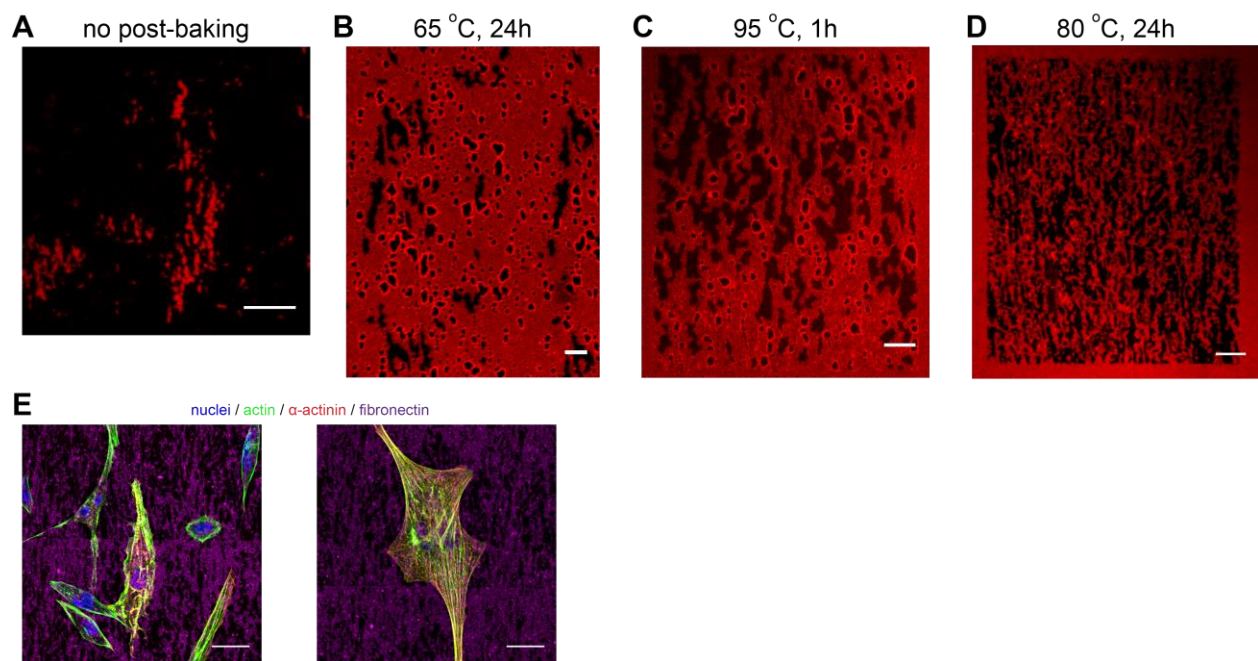 A no post-baking
B 65 °C, 24h
C 95 °C, 1h
D 80 °C, 24h
E
nuclei / actin / α-actinin / fibronectin